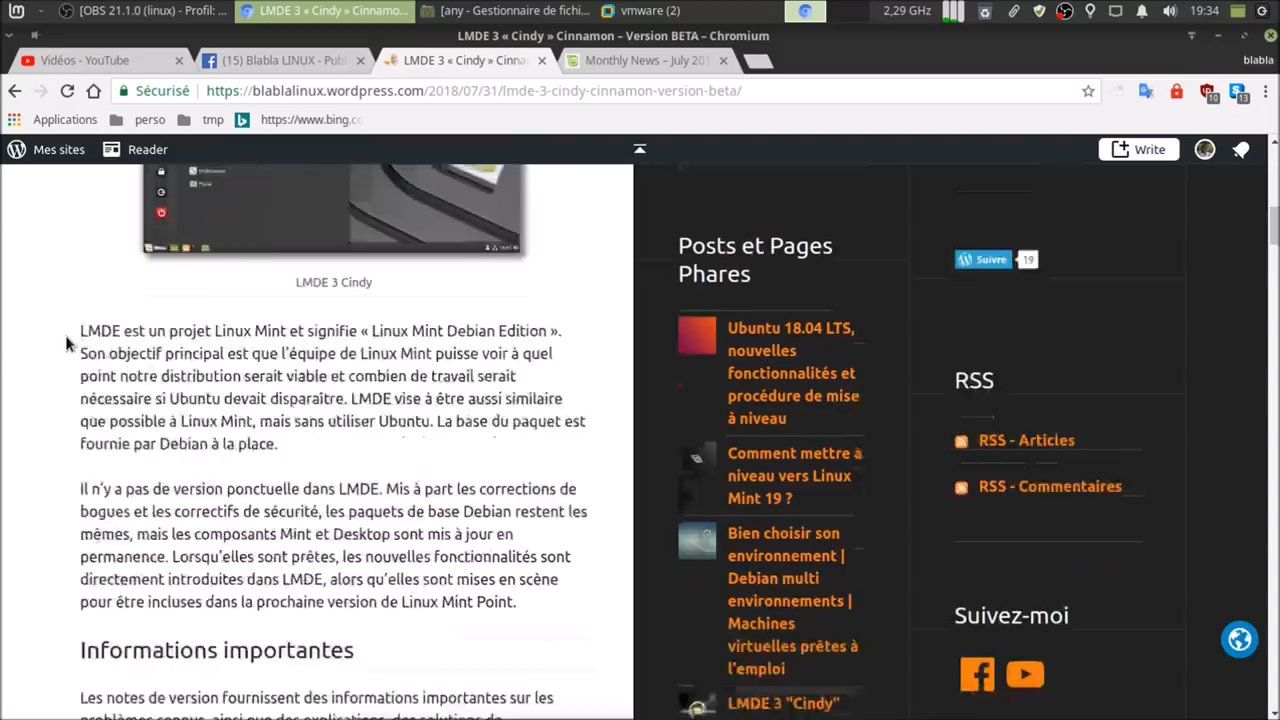 [OBS 21.1.0 (linux) - Profil: ...
LMDE 3 « Cindy » Cinnamo...
[any - Gestionnaire de fichi...
vmware (2)
2,29 GHz
19:34
LMDE 3 « Cindy » Cinnamon – Version BETA – Chromium
Vidéos - YouTube
(15) Blabla LINUX - Pub
LMDE 3 « Cindy » Cinna
Monthly News – July 201
blabla
Sécurisé
https://blablalinux.wordpress.com/2018/07/31/lmde-3-cindy-cinnamon-version-beta/
10
13
Applications
perso
tmp
https://www.bing.co
Mes sites
Reader
Write
LMDE 3 Cindy
LMDE est un projet Linux Mint et signifie « Linux Mint Debian Edition ».
Son objectif principal est que l'équipe de Linux Mint puisse voir à quel
point notre distribution serait viable et combien de travail serait
nécessaire si Ubuntu devait disparaître. LMDE vise à être aussi similaire
que possible à Linux Mint, mais sans utiliser Ubuntu. La base du paquet est
fournie par Debian à la place.
Il n'y a pas de version ponctuelle dans LMDE. Mis à part les corrections de
bogues et les correctifs de sécurité, les paquets de base Debian restent les
mêmes, mais les composants Mint et Desktop sont mis à jour en
permanence. Lorsqu'elles sont prêtes, les nouvelles fonctionnalités sont
directement introduites dans LMDE, alors qu'elles sont mises en scène
pour être incluses dans la prochaine version de Linux Mint Point.
Informations importantes
Les notes de version fournissent des informations importantes sur les
problèmes connus, ainsi que des explications, des solutions de
Posts et Pages
Phares
Ubuntu 18.04 LTS,
nouvelles
fonctionnalités et
procédure de mise
à niveau
Comment mettre à
niveau vers Linux
Mint 19 ?
Bien choisir son
environnement |
Debian multi
environnements |
Machines
virtuelles prêtes à
l'emploi
LMDE 3 "Cindy"
Suivre
19
RSS
RSS - Articles
RSS - Commentaires
Suivez-moi